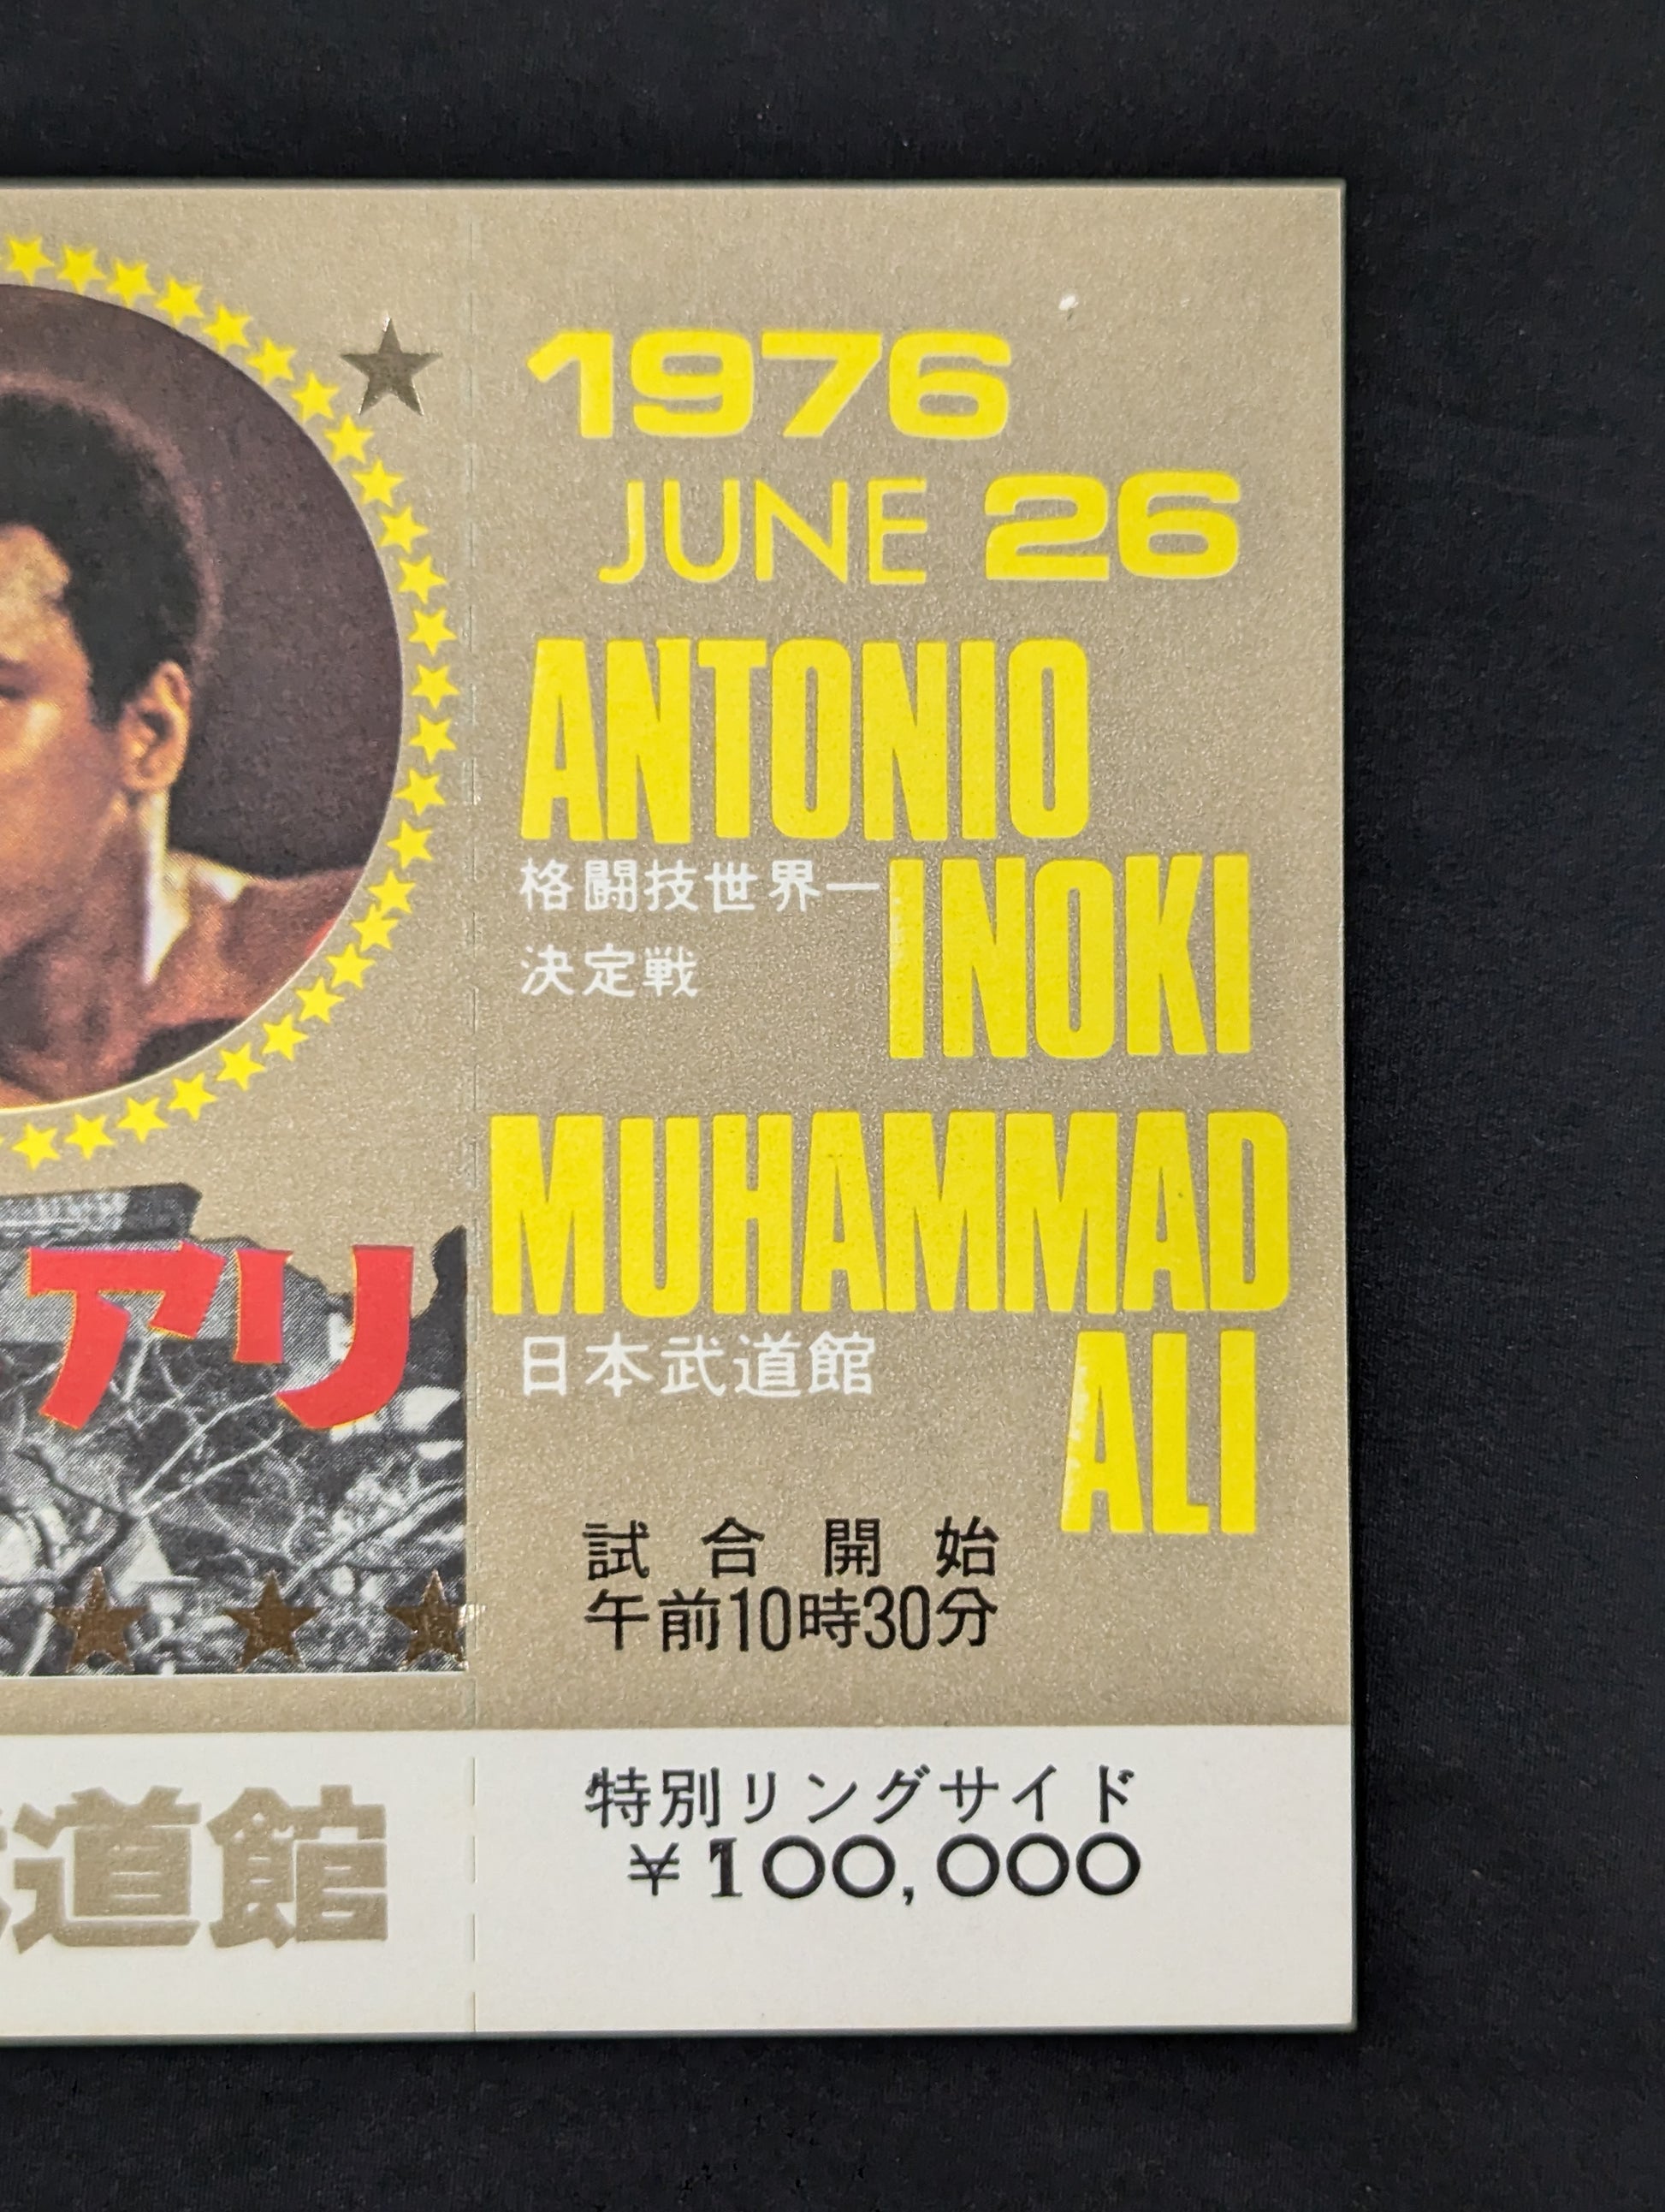 1976
JUNE 26
ANTONIO
格闘技世界一
INOKI
決定戦
MUHAMMAD
日本武道館
ALI
試合開始
午前10時30分
アリ
道館
特別リングサイド
¥100,000